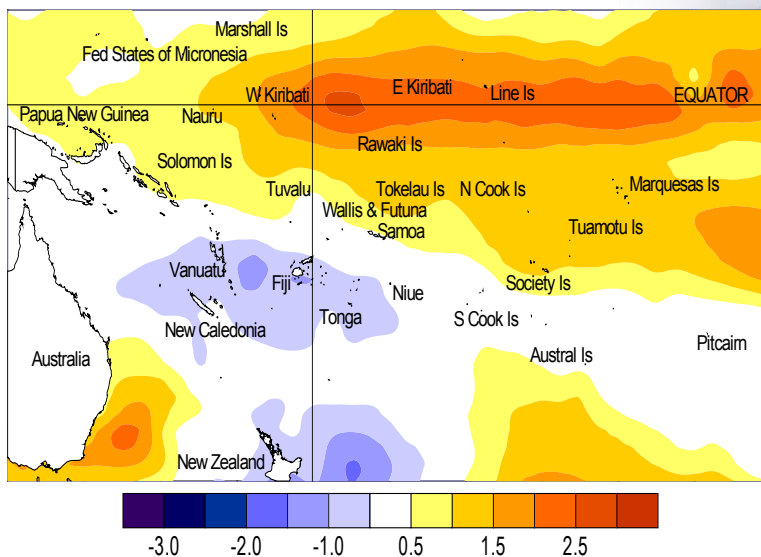 Marshall Is
Fed States of Micronesia
W Kiribati
E Kiribati
Line Is
EQUATOR
Papua New Guinea
Nauru
Rawaki Is
Solomon Is
Tuvalu
Tokelau Is
N Cook Is
Marquesas Is
Wallis & Futuna
Samoa
Tuamotu Is
Vanuatu
Fiji
Niue
Society Is
New Caledonia
Tonga
S Cook Is
Pitcairn
Australia
Austral Is
New Zealand
-3.0 -2.0 -1.0 0.5 1.5 2.5